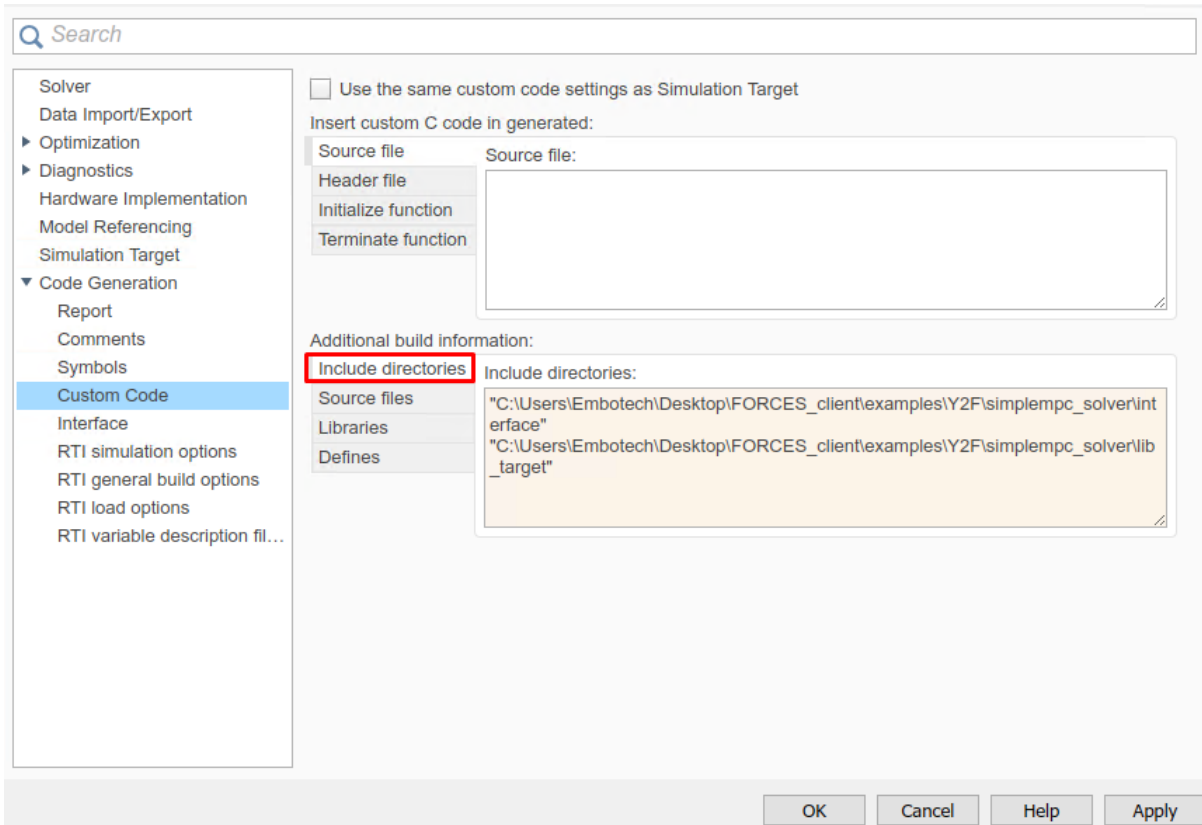 Search
Solver
Data Import/Export
Optimization
Diagnostics
Hardware Implementation
Model Referencing
Simulation Target
Code Generation
Report
Comments
Symbols
Custom Code
Interface
RTI simulation options
RTI general build options
RTI load options
RTI variable description fil...
Use the same custom code settings as Simulation Target
Insert custom C code in generated:
Source file
Header file
Initialize function
Terminate function
Source file:
Additional build information:
Include directories
Source files
Libraries
Defines
Include directories:
"C:\Users\Embotech\Desktop\FORCES_client\examples\Y2F\simplempc_solver\int
erface"
"C:\Users\Embotech\Desktop\FORCES_client\examples\Y2F\simplempc_solver\lib
_target"
OK
Cancel
Help
Apply